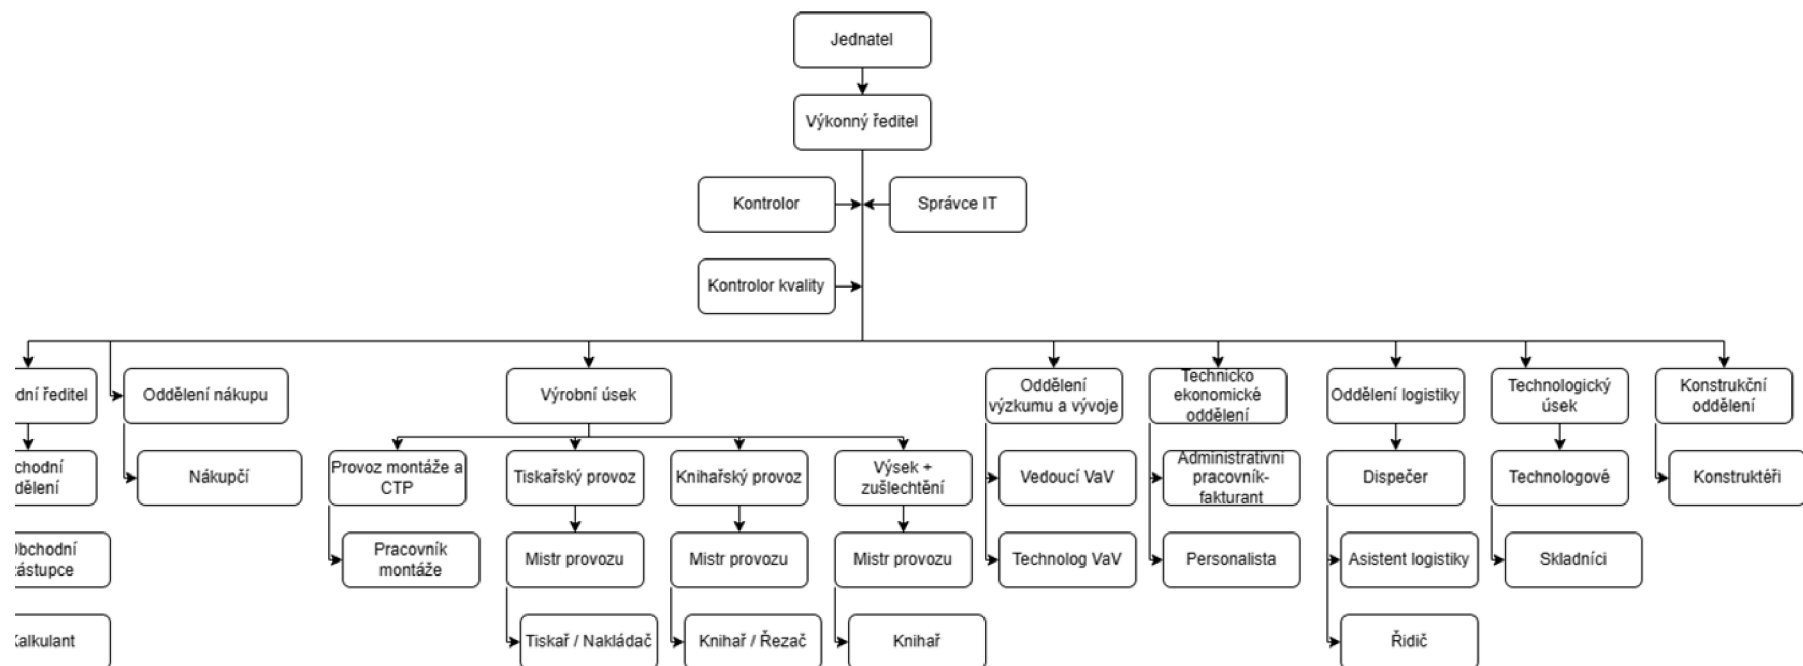 Jednatel
Výkonný ředitel
Kontrolor
Správce IT
Kontrolor kvality
ředitel
Oddělení nákupu
Výrobní úsek
Oddělení
výzkumu a vývoje
Technicko
ekonomické
oddělení
Oddělení logistiky
Technologický
úsek
Konstrukční
oddělení
Nákupčí
Provoz montáže a
CTP
Tiskařský provoz
Knihařský provoz
Výsek +
zušlechtění
Vedoucí VaV
Administrativní
pracovník-
fakturant
Dispečer
Technologové
Konstruktéři
Pracovník
montáže
Mistr provozu
Mistr provozu
Mistr provozu
Technolog VaV
Personalista
Asistent logistiky
Skladníci
Tiskař / Nakládač
Knihař / Řezač
Knihař
Řidič